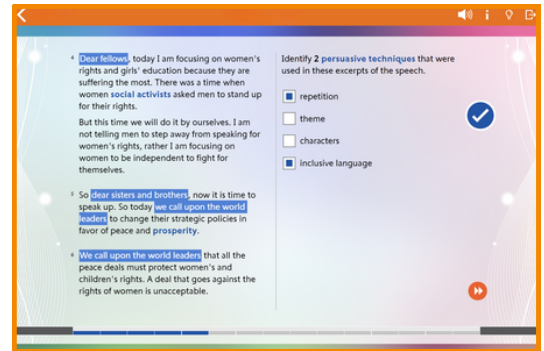 4 Dear fellows, today I am focusing on women's
rights and girls' education because they are
suffering the most. There was a time when
women social activists asked men to stand up
for their rights.
But this time we will do it by ourselves. I am
not telling men to step away from speaking for
women's rights, rather I am focusing on
women to be independent to fight for
themselves.
5 So dear sisters and brothers, now it is time to
speak up. So today we call upon the world
leaders to change their strategic policies in
favor of peace and prosperity.
6 We call upon the world leaders that all the
peace deals must protect women's and
children's rights. A deal that goes against the
rights of women is unacceptable.
Identify 2 persuasive techniques that were
used in these excerpts of the speech.
repetition
theme
characters
inclusive language